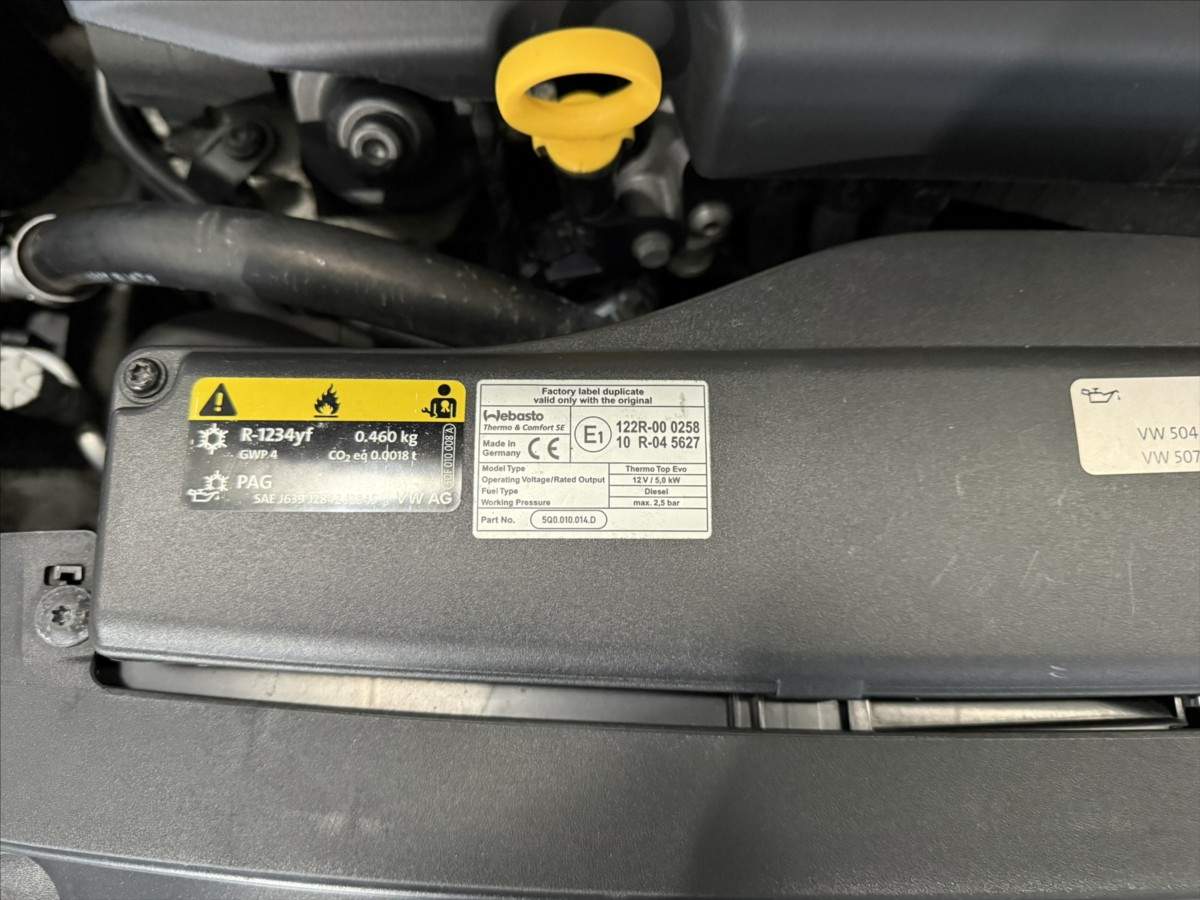 R-1234yf 0.460 kg
GWP 4 CO₂ eq 0.0018 t
PAG
SAE J639 VW AG
Factory label duplicate
valid only with the original
Webasto
Thermo & Comfort SE
Made in
Germany
CE
E1
122R-00 0258
10 R-04 5627
Model Type Thermo Top Evo
Operating Voltage/Rated Output 12 V / 5,0 kW
Fuel Type Diesel
Working Pressure max. 2,5 bar
Part No. 5Q0.010.014.D
VW 504
VW 507